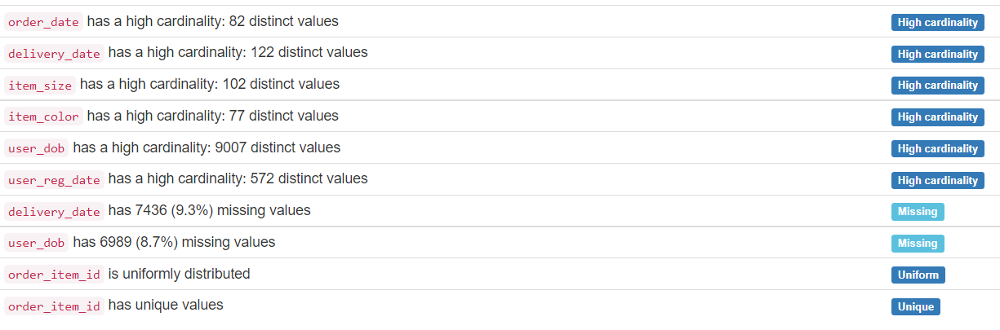 order_date has a high cardinality: 82 distinct values High cardinality
delivery_date has a high cardinality: 122 distinct values High cardinality
item_size has a high cardinality: 102 distinct values High cardinality
item_color has a high cardinality: 77 distinct values High cardinality
user_dob has a high cardinality: 9007 distinct values High cardinality
user_reg_date has a high cardinality: 572 distinct values High cardinality
delivery_date has 7436 (9.3%) missing values Missing
user_dob has 6989 (8.7%) missing values Missing
order_item_id is uniformly distributed Uniform
order_item_id has unique values Unique